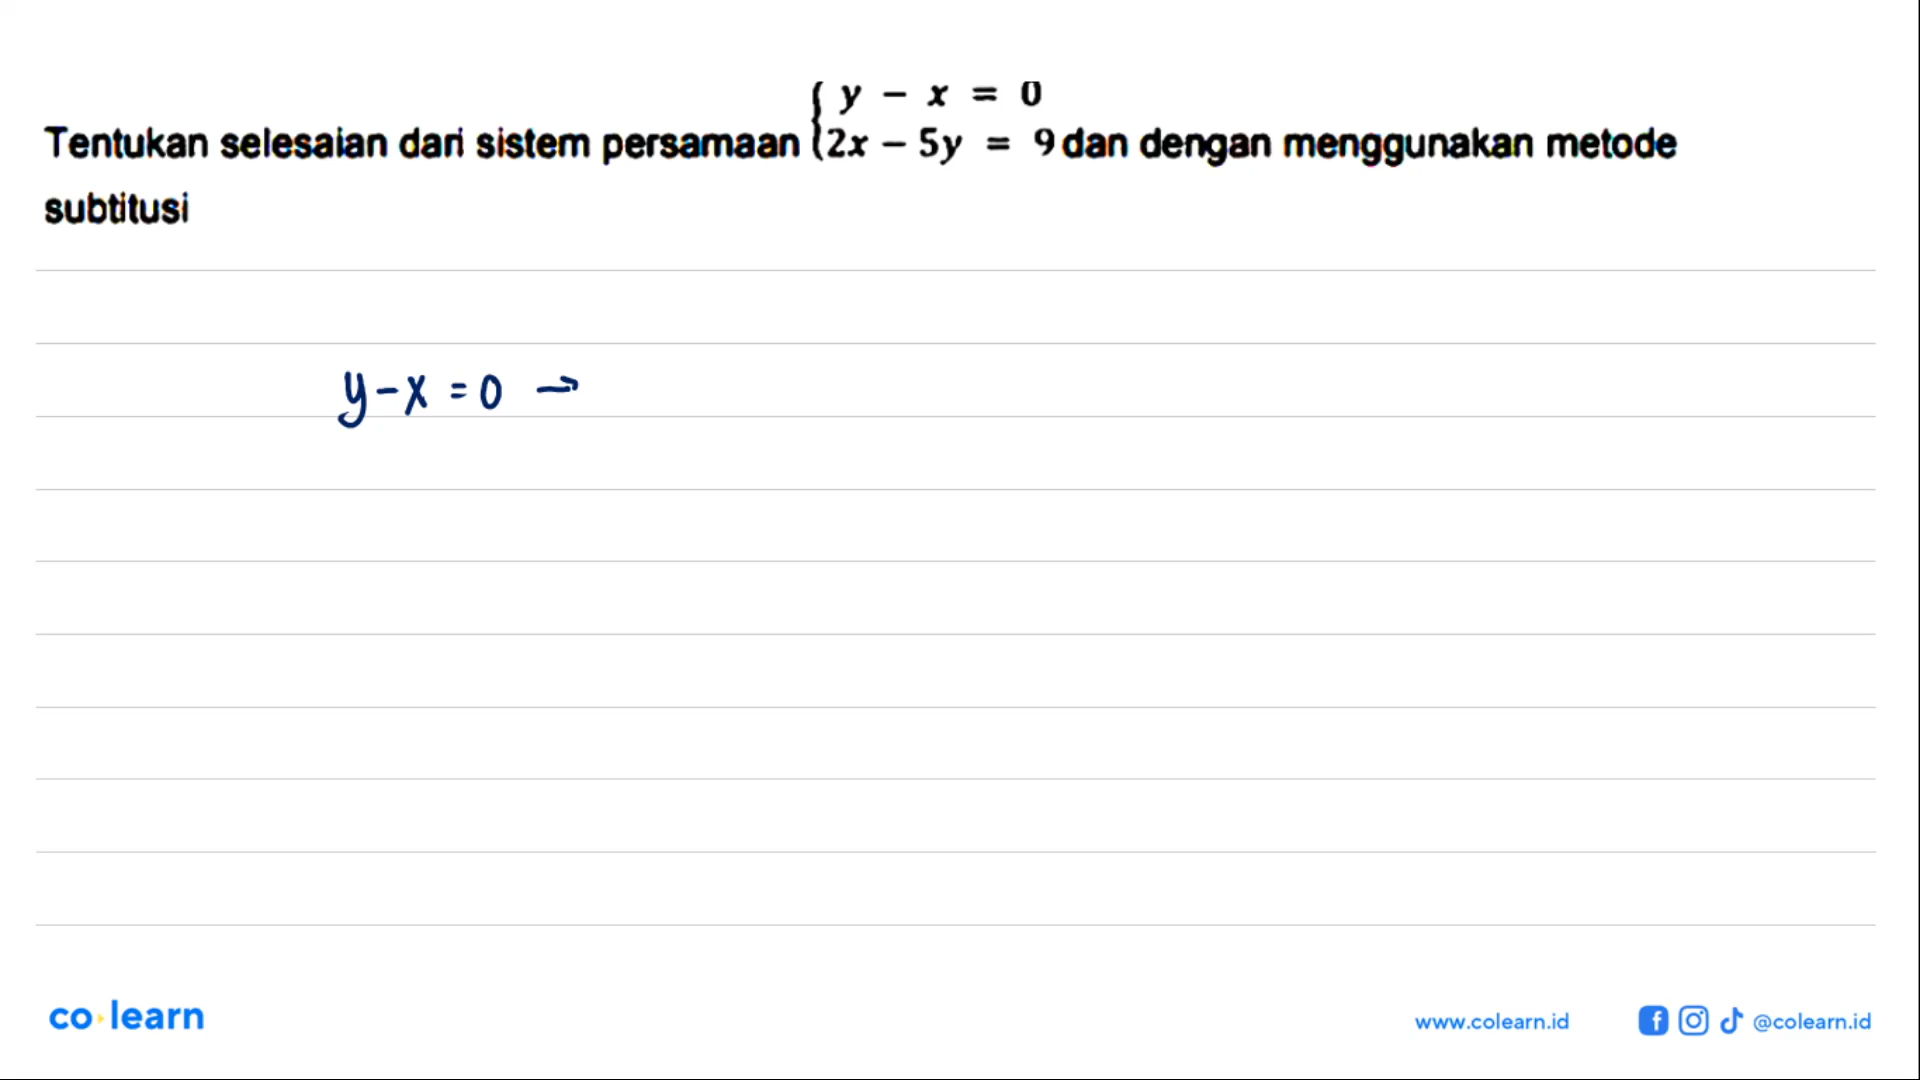 y - x = 0
Tentukan selesaian dari sistem persamaan {2x - 5y = 9 dan dengan menggunakan metode
subtitusi
y - x = 0 →
co learn
www.colearn.id @colearn.id